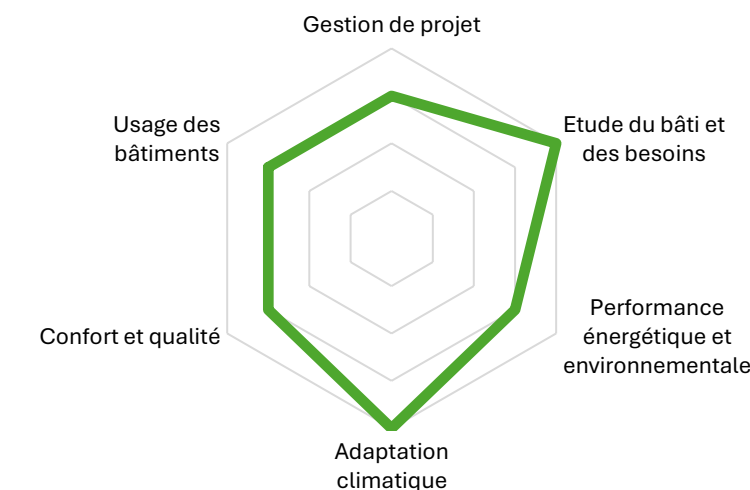 Gestion de projet
Etude du bâti et
des besoins
Performance
énergétique et
environnementale
Adaptation
climatique
Confort et qualité
Usage des
bâtiments